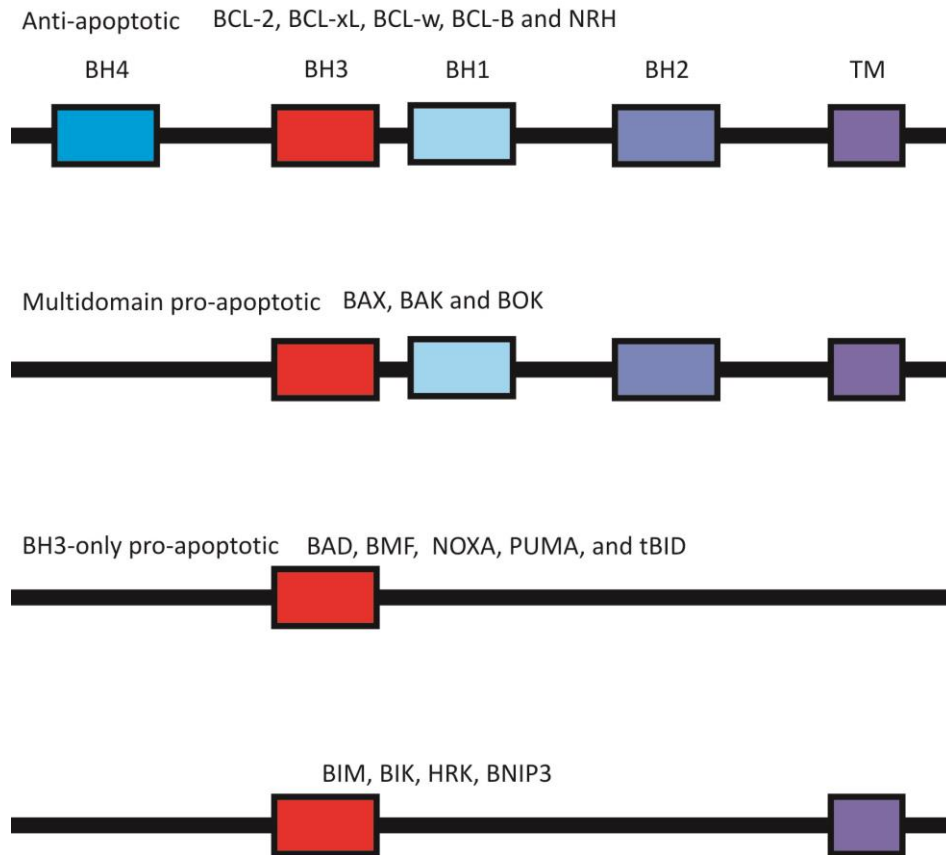 Anti-apoptotic BCL-2, BCL-xL, BCL-w, BCL-B and NRH
BH4 BH3 BH1 BH2 TM
Multidomain pro-apoptotic BAX, BAK and BOK
BH3-only pro-apoptotic BAD, BMF, NOXA, PUMA, and tBID
BIM, BIK, HRK, BNIP3